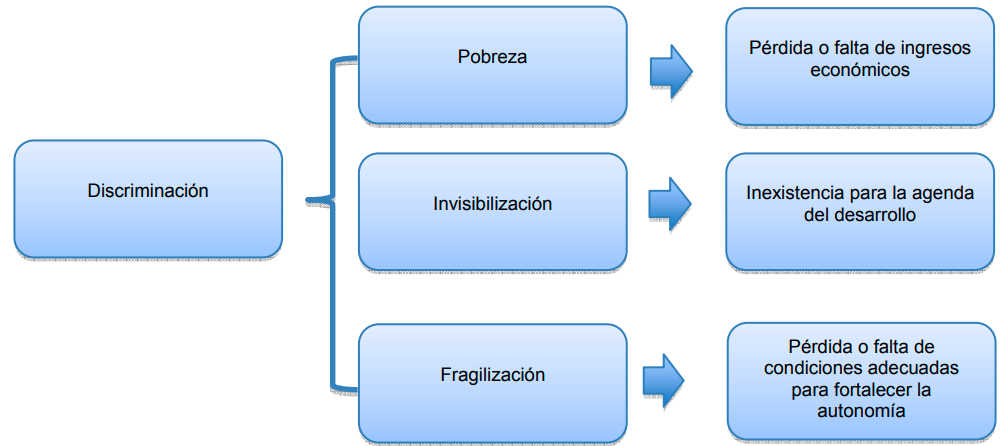 Discriminación
Pobreza
Pérdida o falta de ingresos
económicos
Invisibilización
Inexistencia para la agenda
del desarrollo
Fragilización
Pérdida o falta de
condiciones adecuadas
para fortalecer la
autonomía